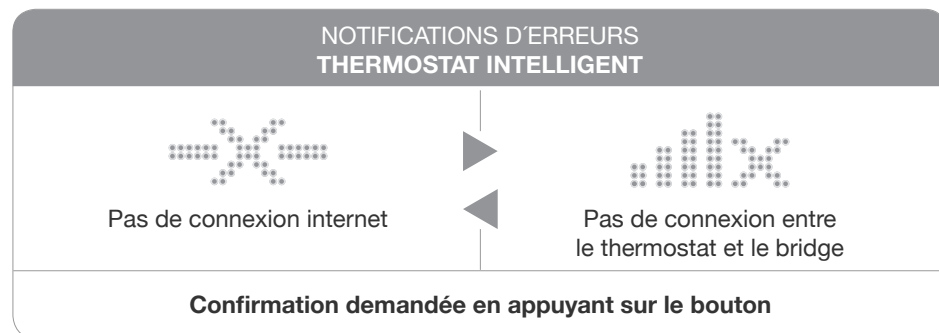 NOTIFICATIONS D´ERREURS
THERMOSTAT INTELLIGENT
Pas de connexion internet
Pas de connexion entre
le thermostat et le bridge
Confirmation demandée en appuyant sur le bouton